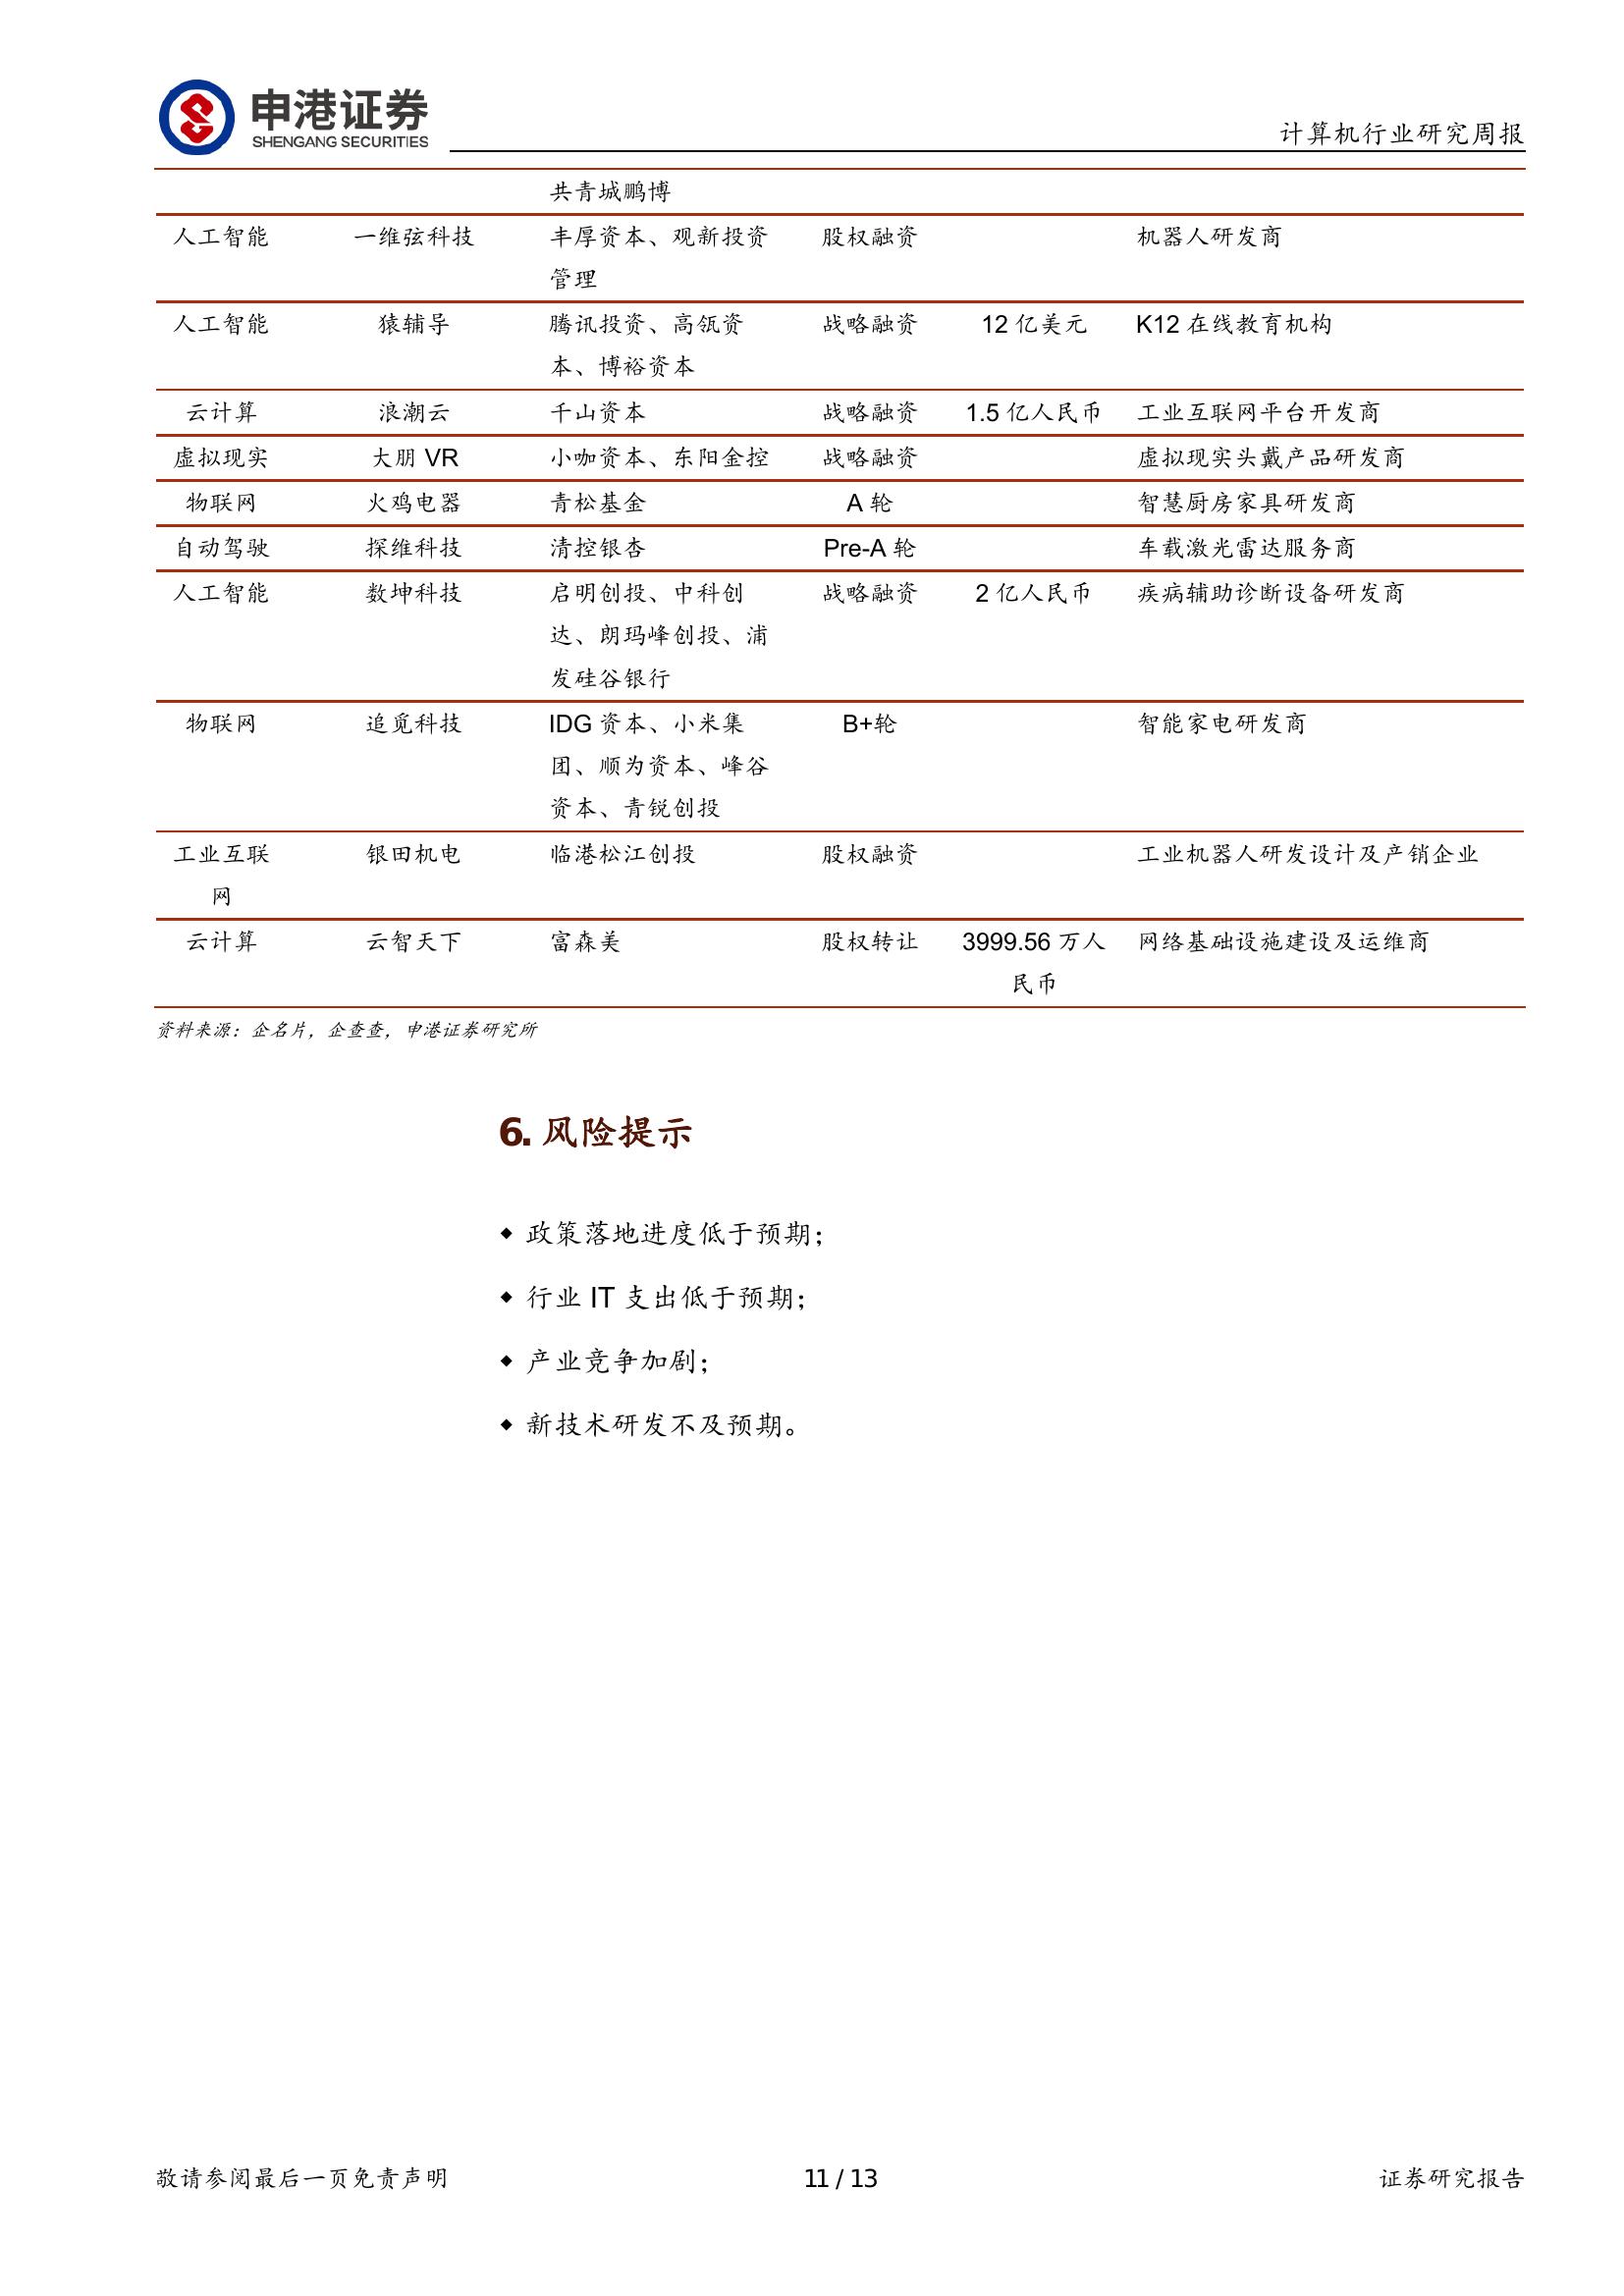 申港证券
SHENGANG SECURITIES
计算机行业研究周报
共青城鹏博
人工智能 一维弦科技 丰厚资本、观新投资 股权融资 机器人研发商
管理
人工智能 猿辅导 腾讯投资、高瓴资 战略融资 12 亿美元 K12 在线教育机构
本、博裕资本
云计算 浪潮云 千山资本 战略融资 1.5 亿人民币 工业互联网平台开发商
虚拟现实 大朋 VR 小咖资本、东阳金控 战略融资 虚拟现实头戴产品研发商
物联网 火鸡电器 青松基金 A 轮 智慧厨房家具研发商
自动驾驶 探维科技 清控银杏 Pre-A 轮 车载激光雷达服务商
人工智能 数坤科技 启明创投、中科创 战略融资 2 亿人民币 疾病辅助诊断设备研发商
达、朗玛峰创投、浦
发硅谷银行
物联网 追觅科技 IDG 资本、小米集 B+轮 智能家电研发商
团、顺为资本、峰谷
资本、青锐创投
工业互联 银田机电 临港松江创投 股权融资 工业机器人研发设计及产销企业
网
云计算 云智天下 富森美 股权转让 3999.56 万人 网络基础设施建设及运维商
民币
资料来源：企名片，企查查，申港证券研究所
6. 风险提示
◆ 政策落地进度低于预期；
◆ 行业 IT 支出低于预期；
◆ 产业竞争加剧；
◆ 新技术研发不及预期。
敬请参阅最后一页免责声明 11 / 13 证券研究报告